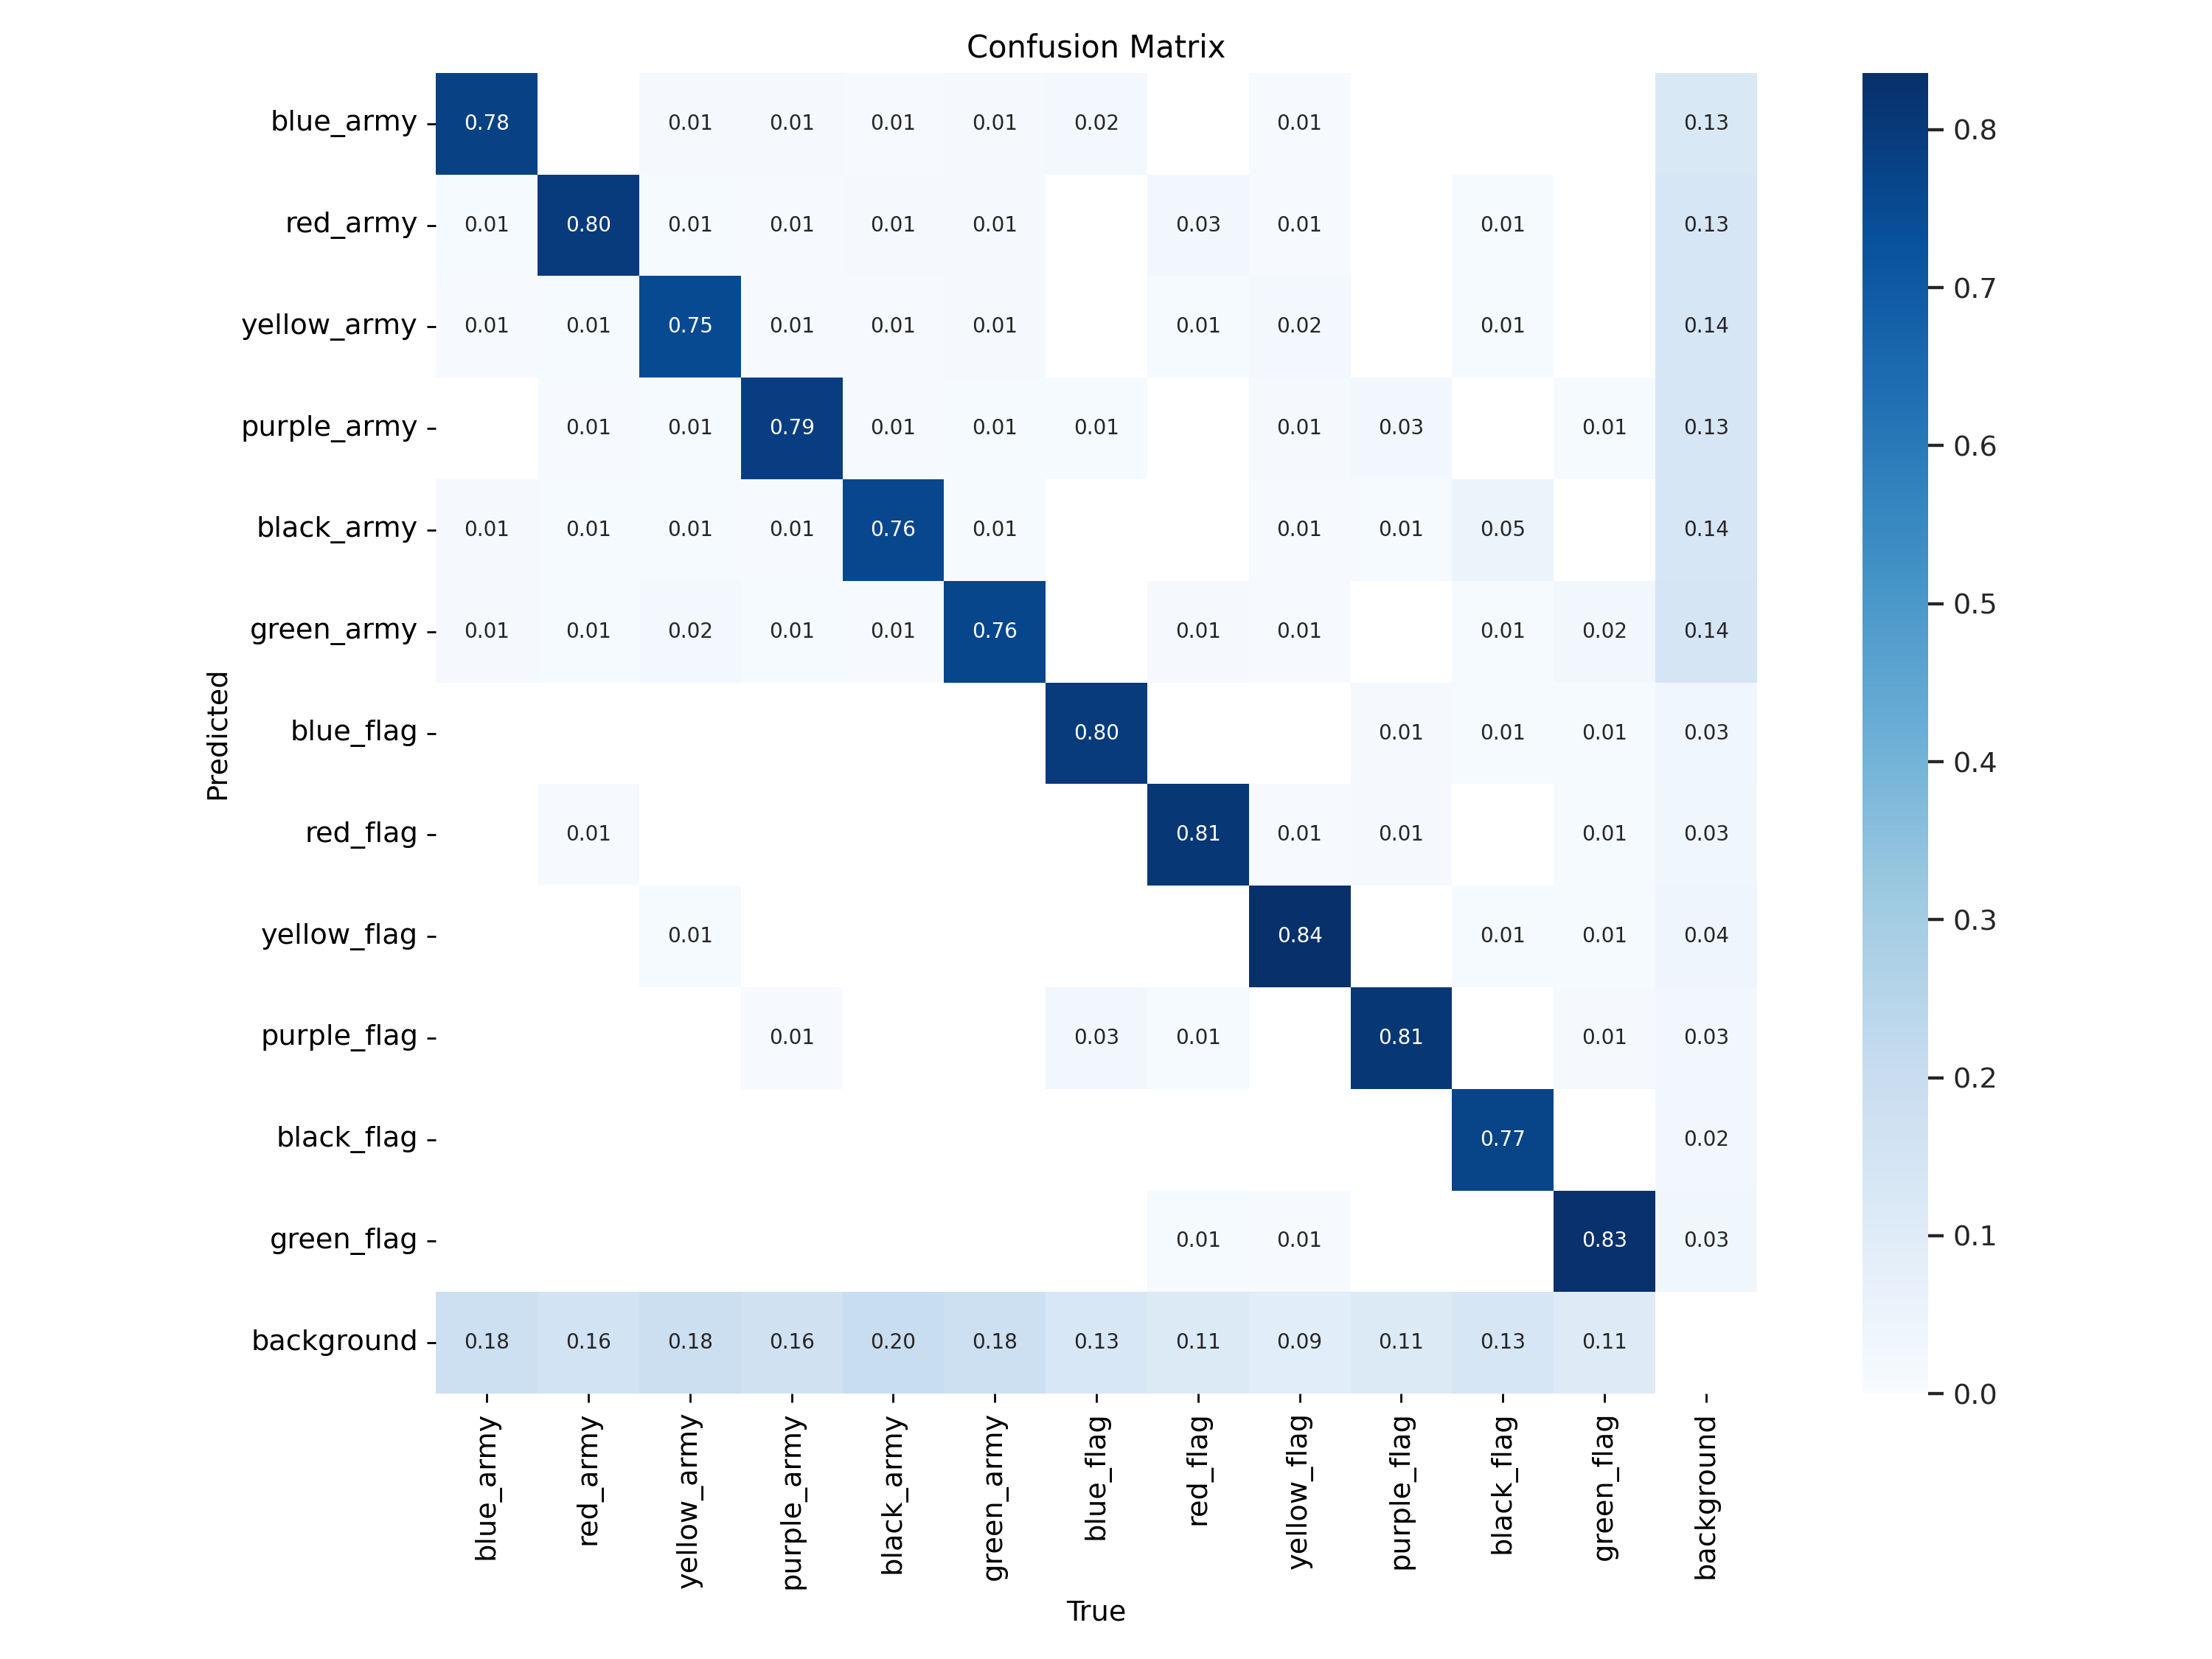 Confusion Matrix
blue_army 0.78 0.01 0.01 0.01 0.01 0.02 0.01 0.13
red_army 0.01 0.80 0.01 0.01 0.01 0.01 0.03 0.01 0.01 0.13
yellow_army 0.01 0.01 0.75 0.01 0.01 0.01 0.01 0.02 0.01 0.14
purple_army 0.01 0.01 0.79 0.01 0.01 0.01 0.01 0.03 0.01 0.13
black_army 0.01 0.01 0.01 0.01 0.76 0.01 0.01 0.01 0.05 0.14
green_army 0.01 0.01 0.02 0.01 0.01 0.76 0.01 0.01 0.01 0.02 0.14
blue_flag 0.80 0.01 0.01 0.01 0.03
red_flag 0.01 0.81 0.01 0.01 0.01 0.03
yellow_flag 0.01 0.84 0.01 0.01 0.04
purple_flag 0.01 0.03 0.01 0.81 0.01 0.03
black_flag 0.77 0.02
green_flag 0.01 0.01 0.83 0.03
background 0.18 0.16 0.18 0.16 0.20 0.18 0.13 0.11 0.09 0.11 0.13 0.11
Predicted
blue_army red_army yellow_army purple_army black_army green_army blue_flag red_flag yellow_flag purple_flag black_flag green_flag background
True
0.8
0.7
0.6
0.5
0.4
0.3
0.2
0.1
0.0